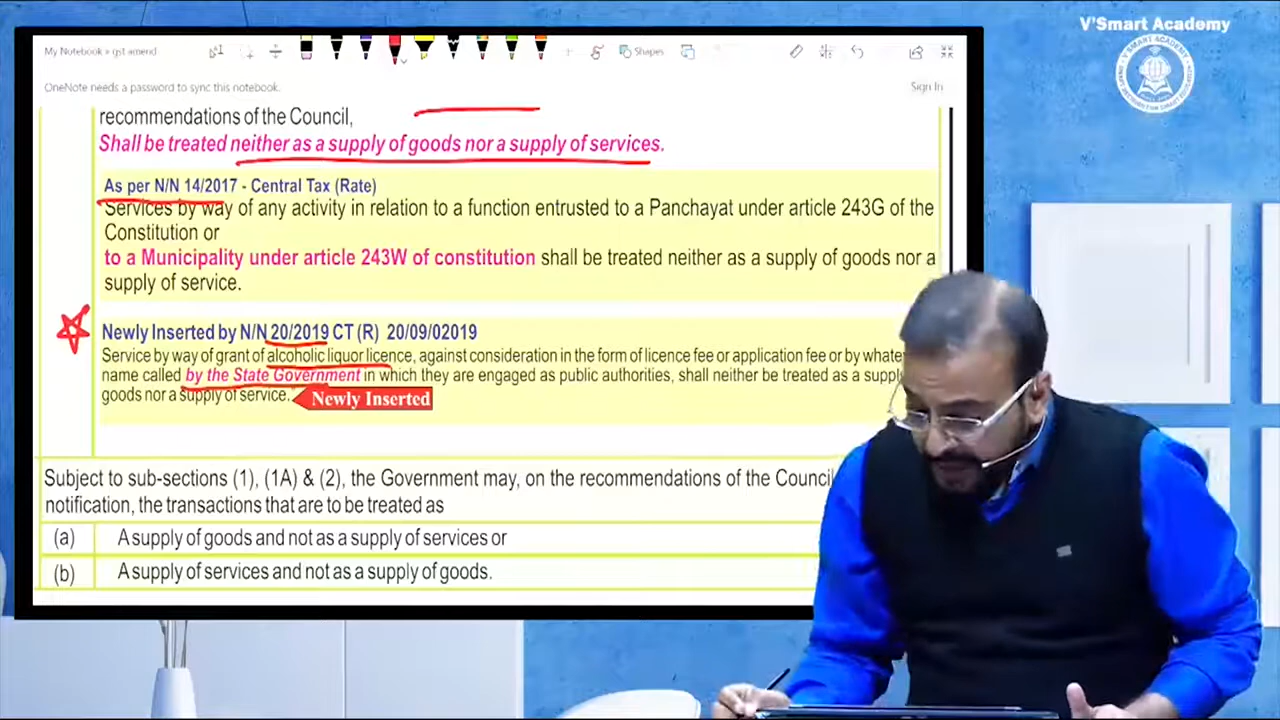 V'Smart Academy
My Notebook » gst amend
Shapes
OneNote needs a password to sync this notebook.
Sign In
recommendations of the Council,
Shall be treated neither as a supply of goods nor a supply of services.
As per N/N 14/2017 - Central Tax (Rate)
Services by way of any activity in relation to a function entrusted to a Panchayat under article 243G of the
Constitution or
to a Municipality under article 243W of constitution shall be treated neither as a supply of goods nor a
supply of service.
Newly Inserted by N/N 20/2019 CT (R) 20/09/02019
Service by way of grant of alcoholic liquor licence, against consideration in the form of licence fee or application fee or by
name called by the State Government in which they are engaged as public authorities, shall neither be treated as a
goods nor a supply of service.
Newly Inserted
Subject to sub-sections (1), (1A) & (2), the Government may, on the recommendations of the Council
notification, the transactions that are to be treated as
(a) A supply of goods and not as a supply of services or
(b) A supply of services and not as a supply of goods.